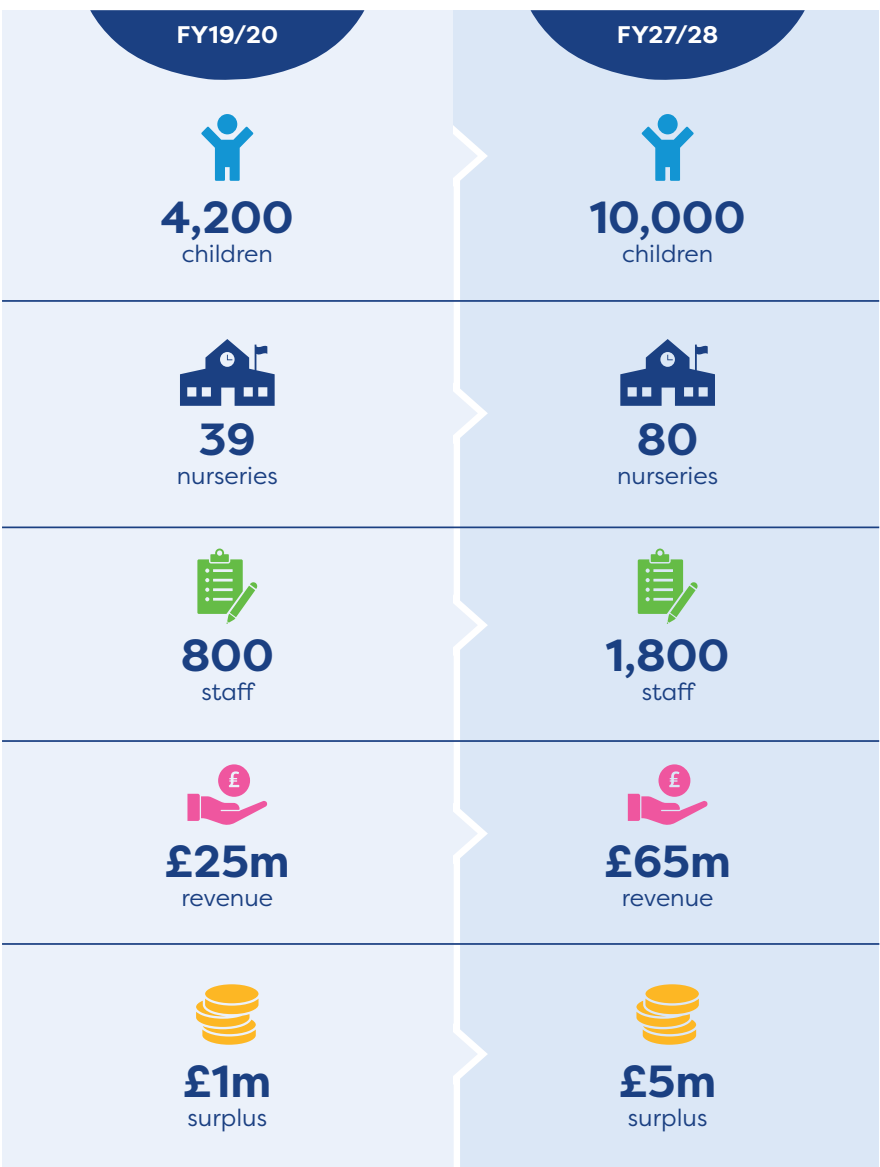 FY19/20
FY27/28
4,200
children
10,000
children
39
nurseries
80
nurseries
800
staff
1,800
staff
£
£25m
revenue
£
£65m
revenue
£1m
surplus
£5m
surplus